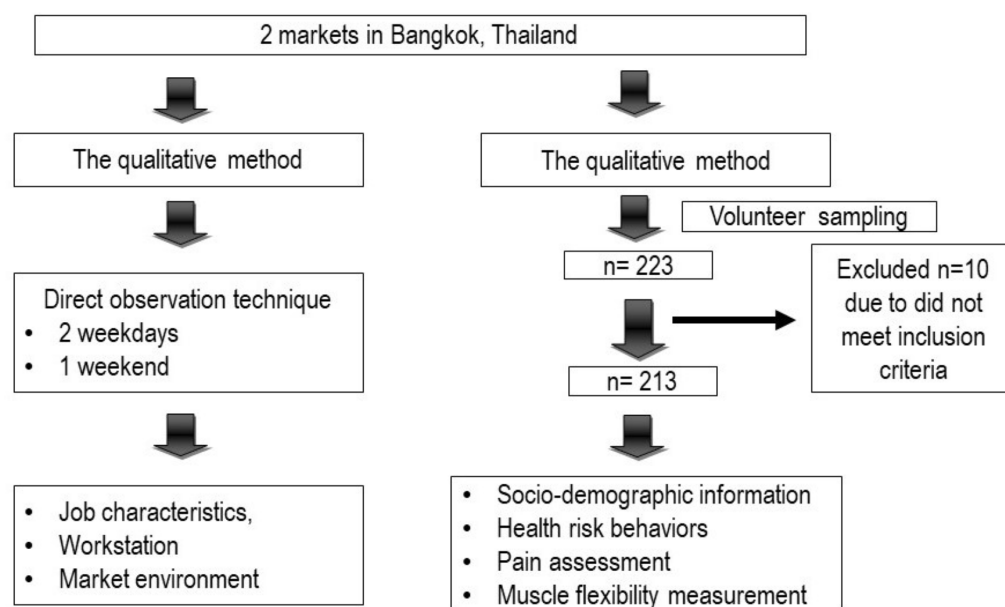 2 markets in Bangkok, Thailand
The qualitative method
Direct observation technique
• 2 weekdays
• 1 weekend
• Job characteristics,
• Workstation
• Market environment
The qualitative method
Volunteer sampling
n= 223
Excluded n=10
due to did not
meet inclusion
criteria
n= 213
• Socio-demographic information
• Health risk behaviors
• Pain assessment
• Muscle flexibility measurement